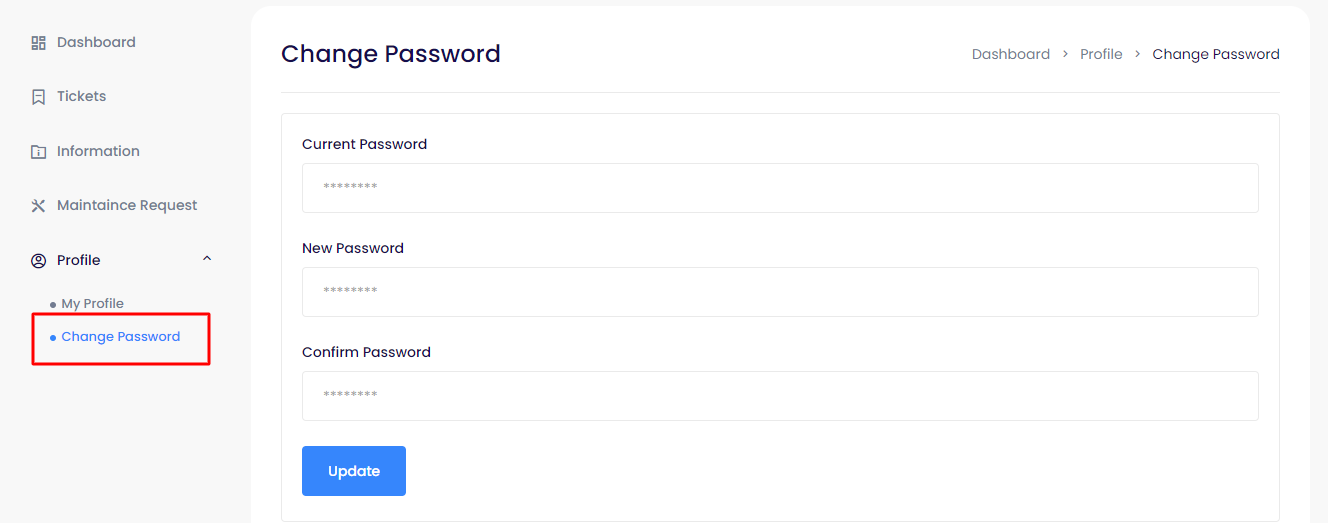 Dashboard
Tickets
Information
Maintaince Request
Profile
My Profile
Change Password
Change Password
Dashboard > Profile > Change Password
Current Password
********
New Password
********
Confirm Password
********
Update